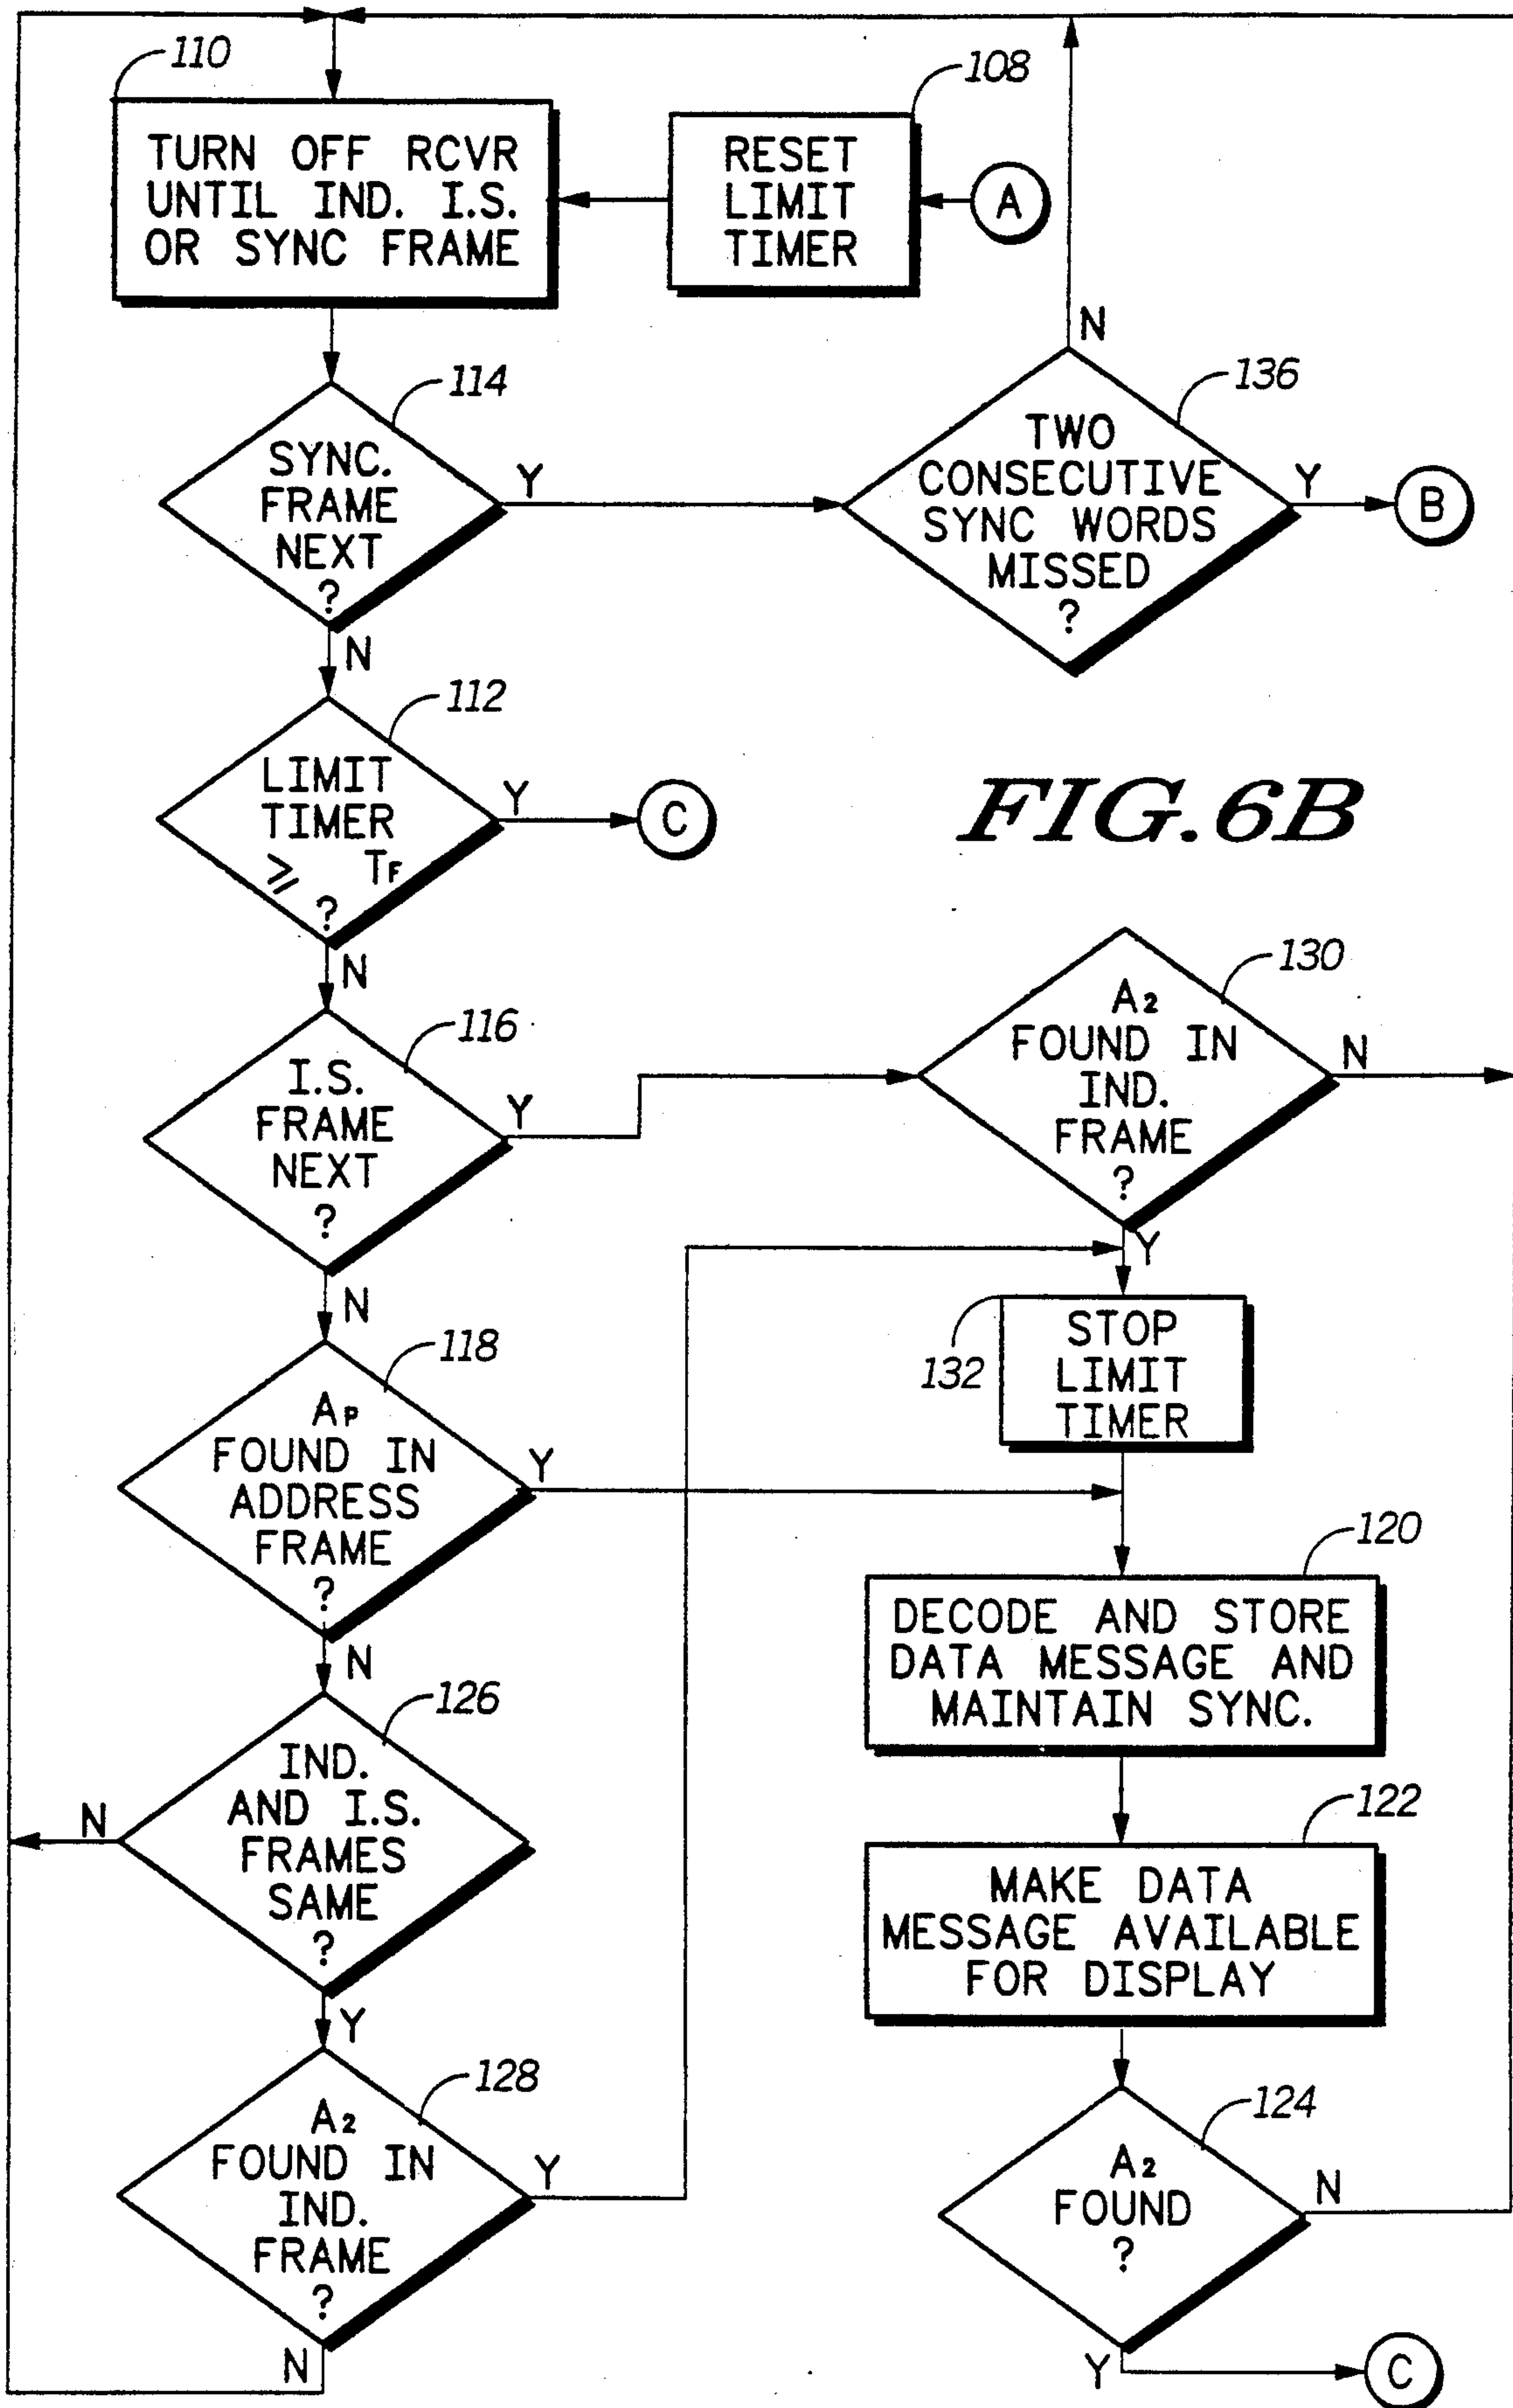 110
TURN OFF RCVR
UNTIL IND. I.S.
OR SYNC FRAME
108
RESET
LIMIT
TIMER
A
114
SYNC.
FRAME
NEXT
?
Y
N
136
TWO
CONSECUTIVE
SYNC WORDS
MISSED
?
N
Y
B
112
LIMIT
TIMER
≥ TF
?
Y
C
N
FIG.6B
116
I.S.
FRAME
NEXT
?
Y
N
130
A2
FOUND IN
IND.
FRAME
?
N
Y
132
STOP
LIMIT
TIMER
118
AP
FOUND IN
ADDRESS
FRAME
?
Y
N
120
DECODE AND STORE
DATA MESSAGE AND
MAINTAIN SYNC.
126
IND.
AND I.S.
FRAMES
SAME
?
N
Y
122
MAKE DATA
MESSAGE AVAILABLE
FOR DISPLAY
128
A2
FOUND IN
IND.
FRAME
?
Y
N
124
A2
FOUND
?
N
Y
C